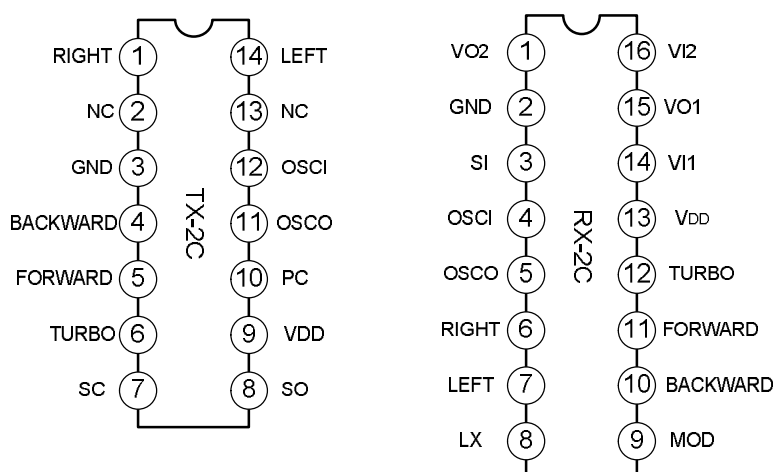 RIGHT 1 14 LEFT
NC 2 13 NC
GND 3 12 OSCI
BACKWARD 4 11 OSCO
FORWARD 5 10 PC
TURBO 6 9 VDD
SC 7 8 SO
TX-2C
VO2 1 16 VI2
GND 2 15 VO1
SI 3 14 VI1
OSCI 4 13 VDD
OSCO 5 12 TURBO
RIGHT 6 11 FORWARD
LEFT 7 10 BACKWARD
LX 8 9 MOD
RX-2C